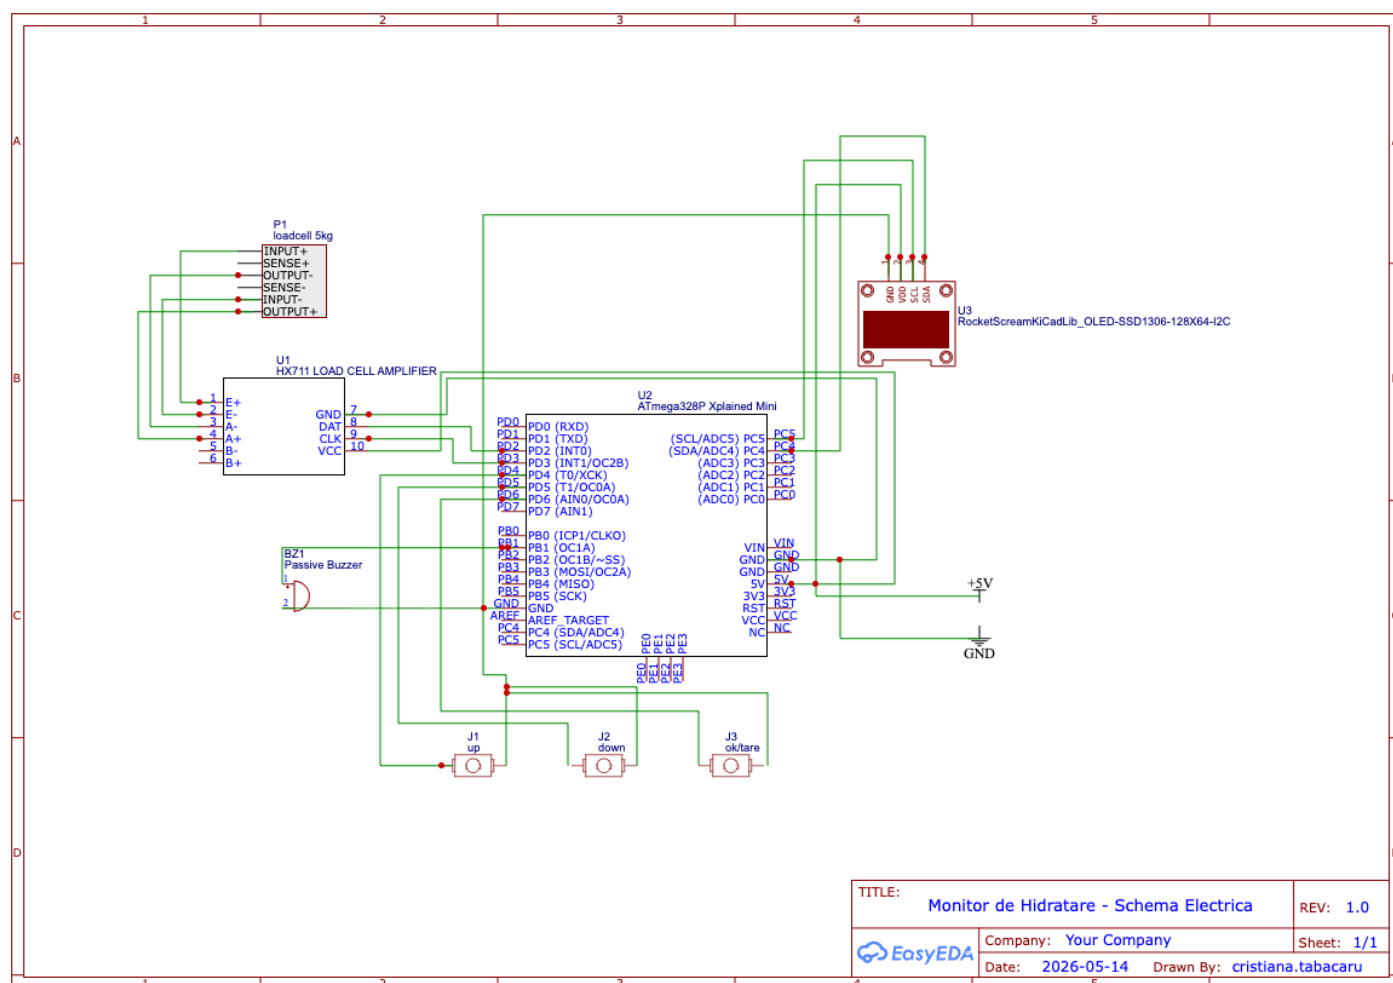 1 2 3 4 5
A
B
C
D
P1
loadcell 5kg
INPUT+
SENSE+
OUTPUT-
SENSE-
INPUT-
OUTPUT+
U1
HX711 LOAD CELL AMPLIFIER
1 E+
2 E-
3 A-
4 A+
5 B-
6 B+
GND 7
DAT 8
CLK 9
VCC 10
1 2 3 4
GND VDD SCL SDA
U3
RocketScreamKiCadLib_OLED-SSD1306-128X64-I2C
U2
ATmega328P Xplained Mini
PD0 PD0 (RXD)
PD1 PD1 (TXD)
PD2 PD2 (INT0)
PD3 PD3 (INT1/OC2B)
PD4 PD4 (T0/XCK)
PD5 PD5 (T1/OC0A)
PD6 PD6 (AIN0/OC0A)
PD7 PD7 (AIN1)
PB0 PB0 (ICP1/CLKO)
PB1 PB1 (OC1A)
PB2 PB2 (OC1B/~SS)
PB3 PB3 (MOSI/OC2A)
PB4 PB4 (MISO)
PB5 PB5 (SCK)
GND GND
AREF AREF_TARGET
PC4 PC4 (SDA/ADC4)
PC5 PC5 (SCL/ADC5)
(SCL/ADC5) PC5 PC5
(SDA/ADC4) PC4 PC4
(ADC3) PC3 PC3
(ADC2) PC2 PC2
(ADC1) PC1 PC1
(ADC0) PC0 PC0
VIN VIN
GND GND
GND GND
5V 5V
3V3 3V3
RST RST
VCC VCC
NC NC
PE0 PE1 PE2 PE3
PE0 PE1 PE2 PE3
BZ1
Passive Buzzer
1
2
+5V
GND
J1
up
J2
down
J3
ok/tare
TITLE:
Monitor de Hidratare - Schema Electrica
REV: 1.0
EasyEDA
Company: Your Company
Sheet: 1/1
Date: 2026-05-14 Drawn By: cristiana.tabacaru
1 2 3 4 5